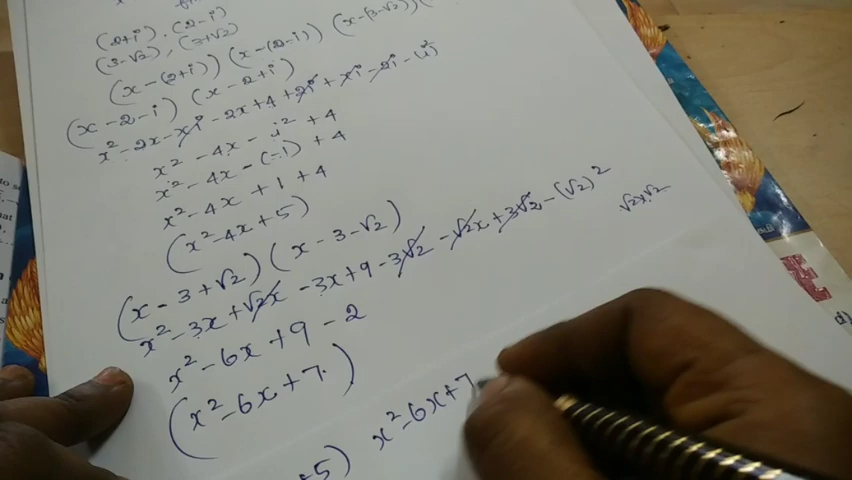 (2+i), (2-i)
(3-√2), (3+√2)
(x-(2+i)) (x-(2-i)) (x-(3-√2))(
(x-2-i) (x-2+i)
x²-2x-xi-2x+4+2i+xi-2i-(i²)
x²-4x-i²+4
x²-4x-(-1)+4
x²-4x+1+4
(x²-4x+5)
(x-3+√2)(x-3-√2)
x²-3x+√2x-3x+9-3√2-√2x+3√2-(√2)²
√2x√2
x²-6x+9-2
(x²-6x+7)
+5) x²-6x+7
E
d)